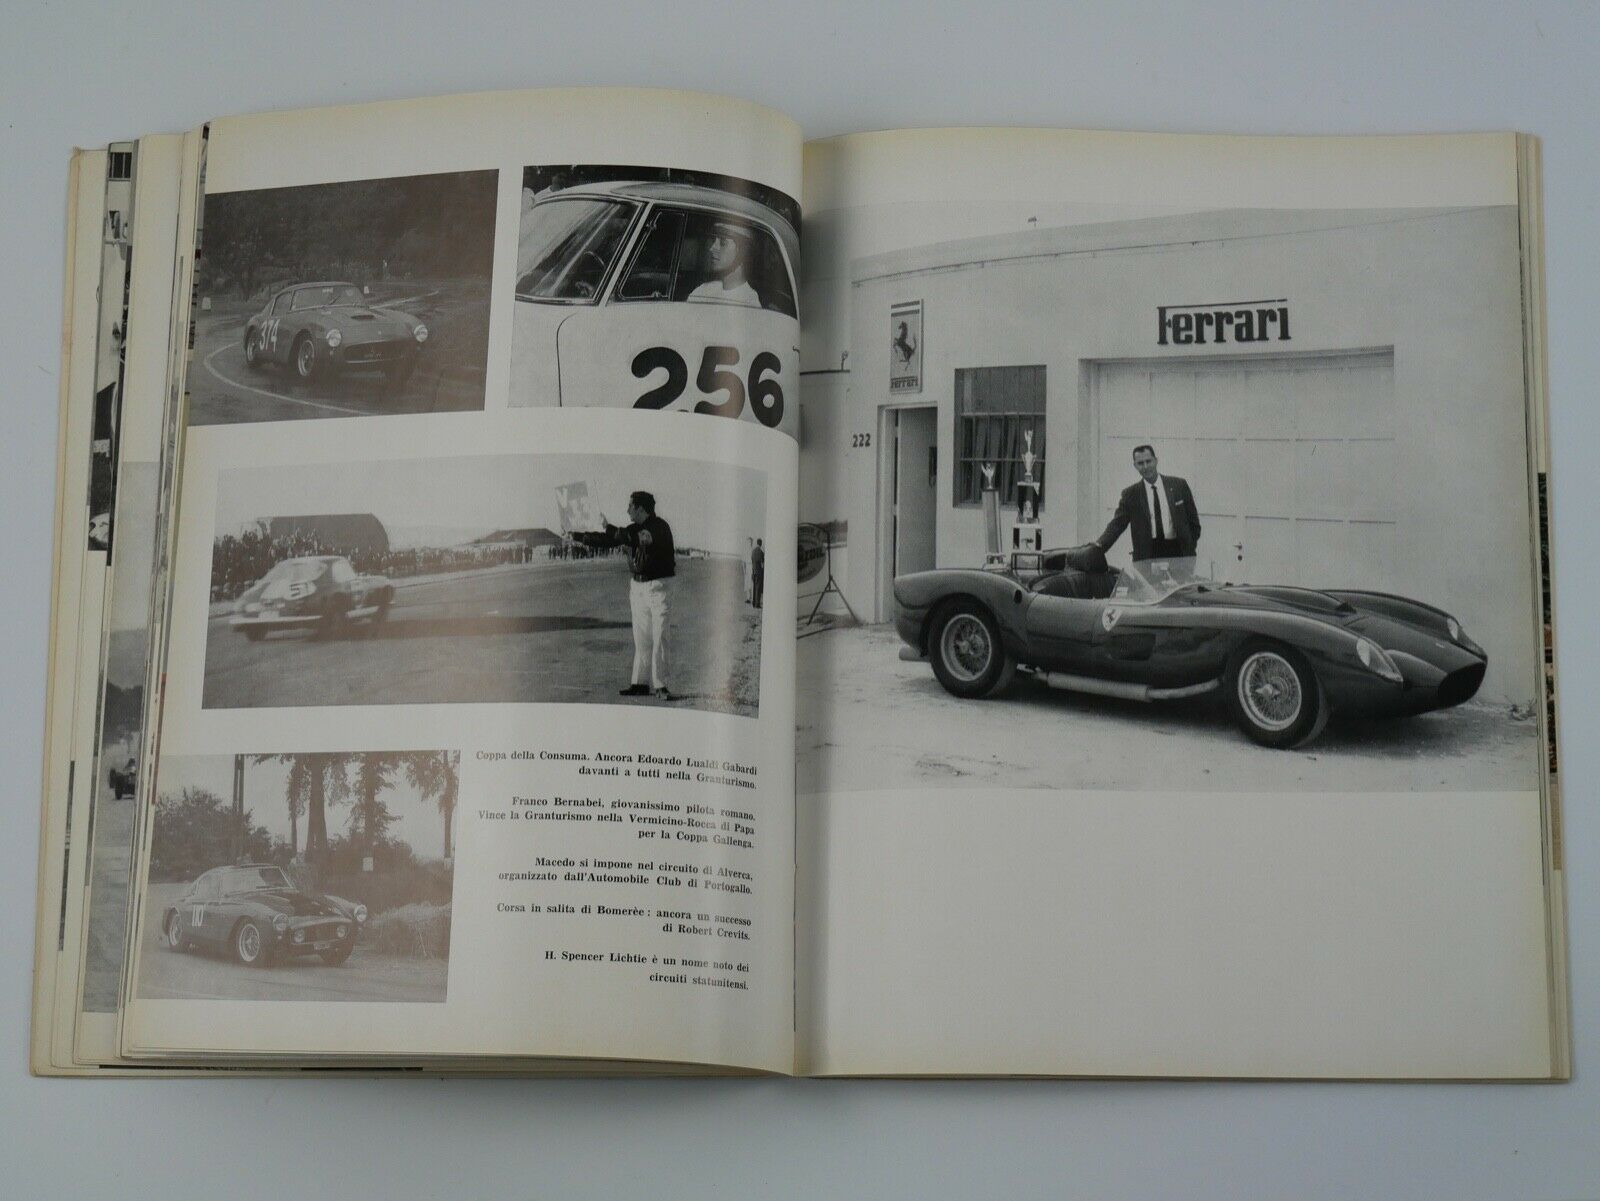 374
256
Coppa della Consuma. Ancora Edoardo Lualdi Gabardi
davanti a tutti nella Granturismo.
Franco Bernabei, giovanissimo pilota romano.
Vince la Granturismo nella Vermicino-Rocca di Papa
per la Coppa Gallenga.
Macedo si impone nel circuito di Alverca,
organizzato dall'Automobile Club di Portogallo.
Corsa in salita di Bomerèe : ancora un successo
di Robert Crevits.
H. Spencer Lichtie è un nome noto dei
circuiti statunitensi.
110
Ferrari
Ferrari
222